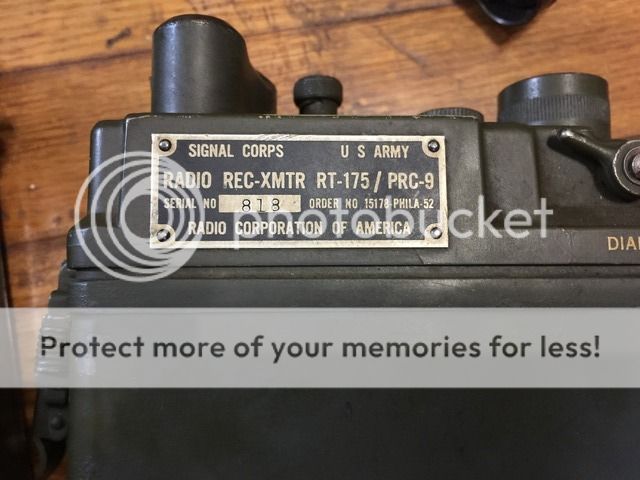 SIGNAL CORPS U S ARMY
RADIO REC-XMTR RT-175/PRC-9
SERIAL NO 818 ORDER NO 15178-PHILA-52
RADIO CORPORATION OF AMERICA
photobucket
DIAL
Protect more of your memories for less!